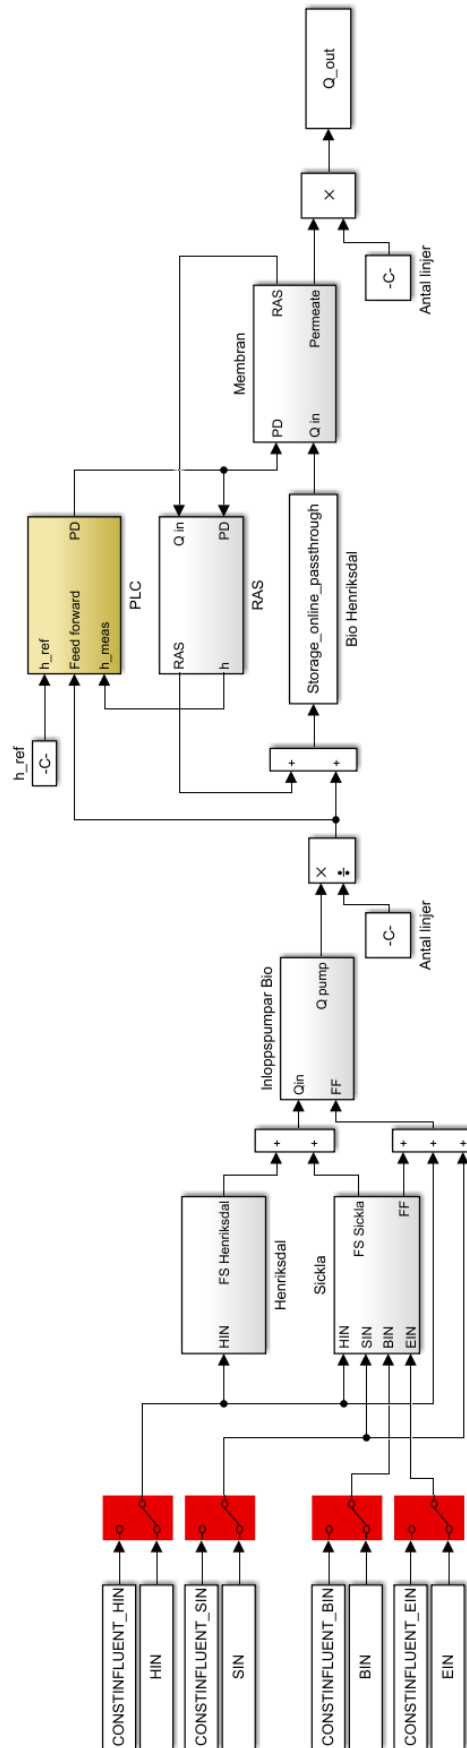 CONSTINFLUENT_HIN
HIN
CONSTINFLUENT_SIN
SIN
CONSTINFLUENT_BIN
BIN
CONSTINFLUENT_EIN
EIN
HIN
FS Henriksdal
Henriksdal
Sickla
HIN
SIN
BIN
EIN
FS Sickla
FF
+
+
+
+
+
Inloppspumpar Bio
Qin
FF
Q pump
-C-
Antal linjer
×
÷
h_ref
-C-
+
+
h_ref
Feed forward
h_meas
PD
PLC
RAS
h
Q in
PD
RAS
Storage_online_passthrough
Bio Henriksdal
Membran
PD
Q in
RAS
Permeate
-C-
Antal linjer
×
Q_out